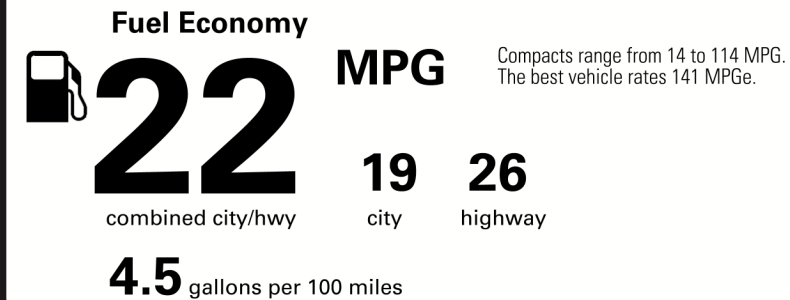 Fuel Economy
22
MPG
Compacts range from 14 to 114 MPG.
The best vehicle rates 141 MPGe.
combined city/hwy
19
city
26
highway
4.5 gallons per 100 miles